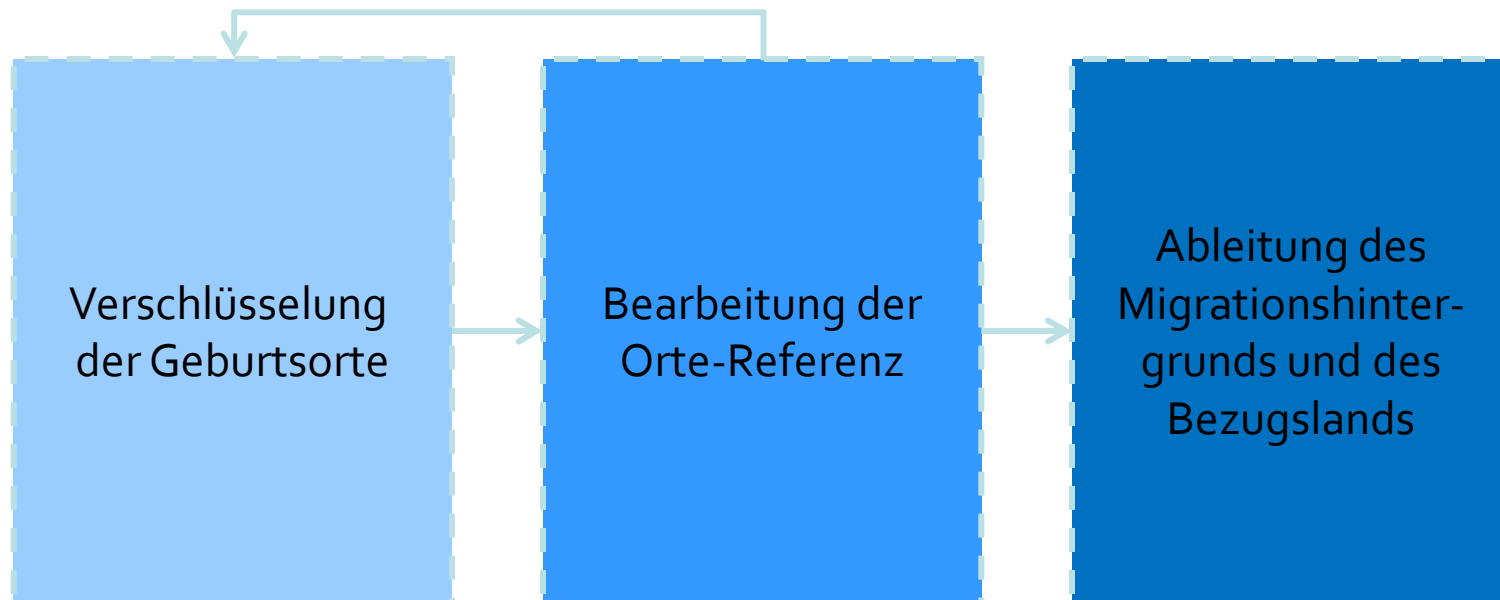 Verschlüsselung
der Geburtsorte
Bearbeitung der
Orte-Referenz
Ableitung des
Migrationshinter-
grunds und des
Bezugslands